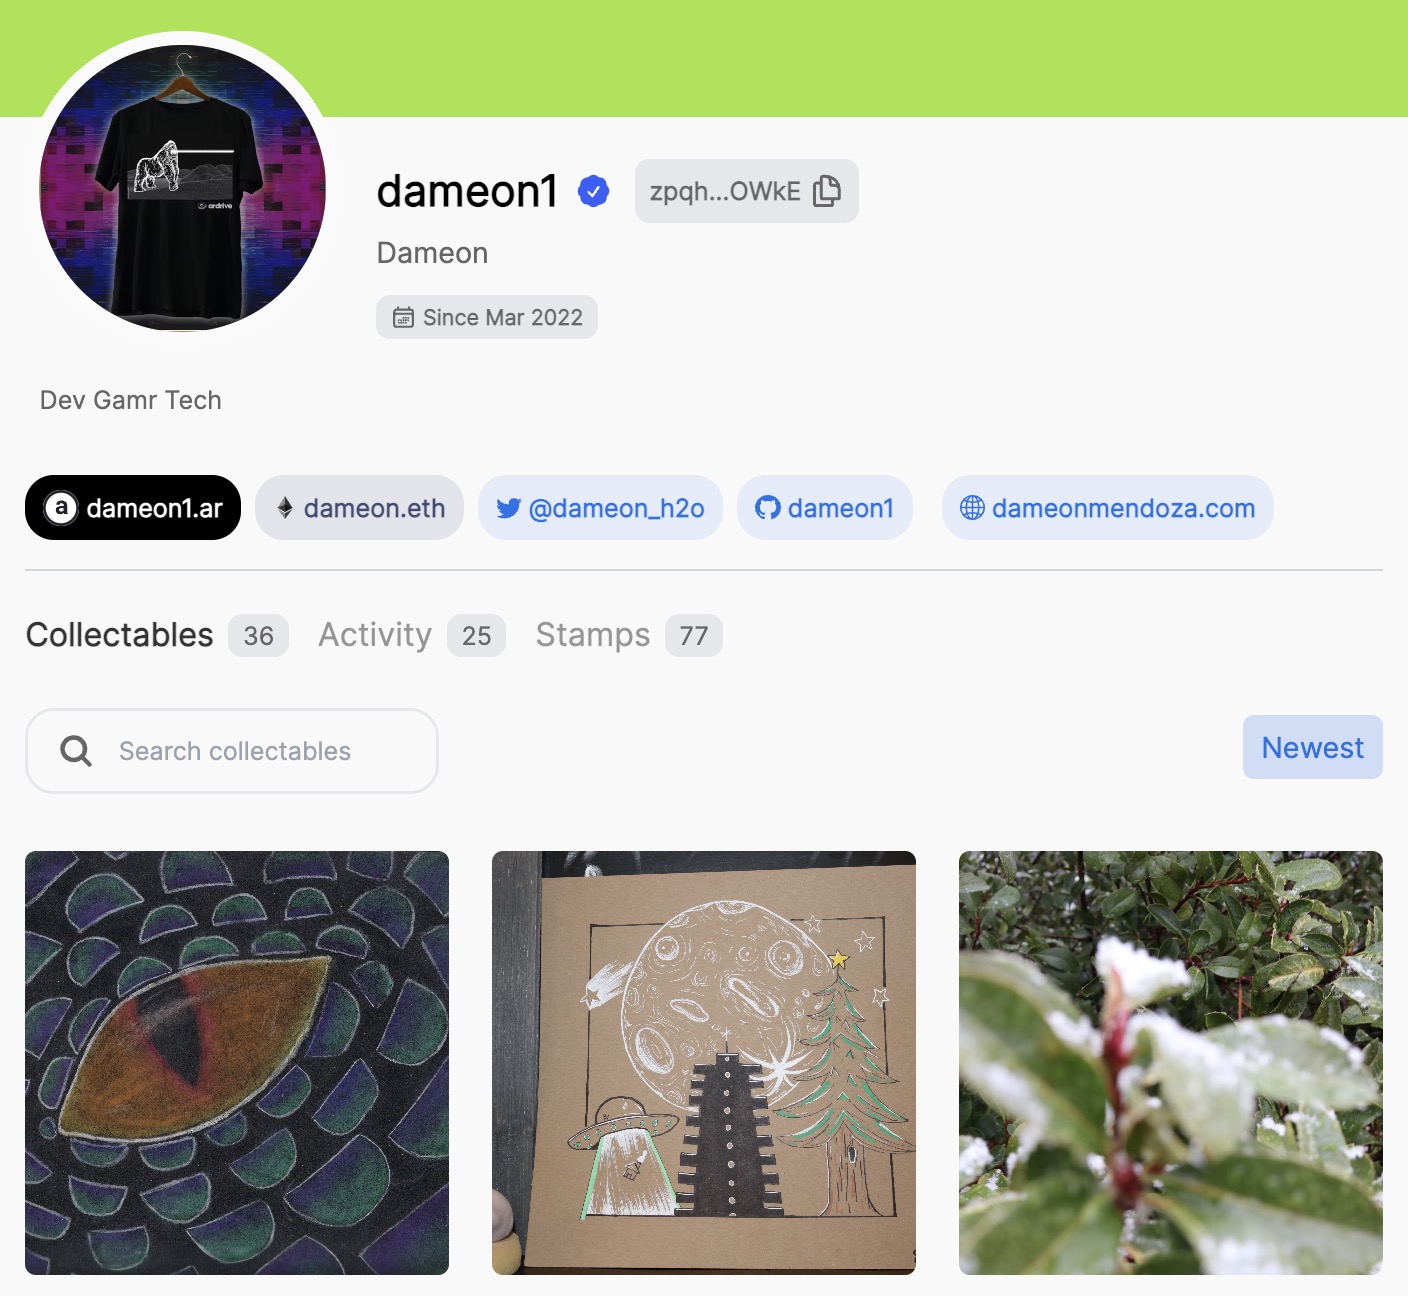 ardrive
dameon1
zpqh...OWkE
Dameon
Since Mar 2022
Dev Gamr Tech
a dameon1.ar
dameon.eth
@dameon_h2o
dameon1
dameonmendoza.com
Collectables 36
Activity 25
Stamps 77
Search collectables
Newest